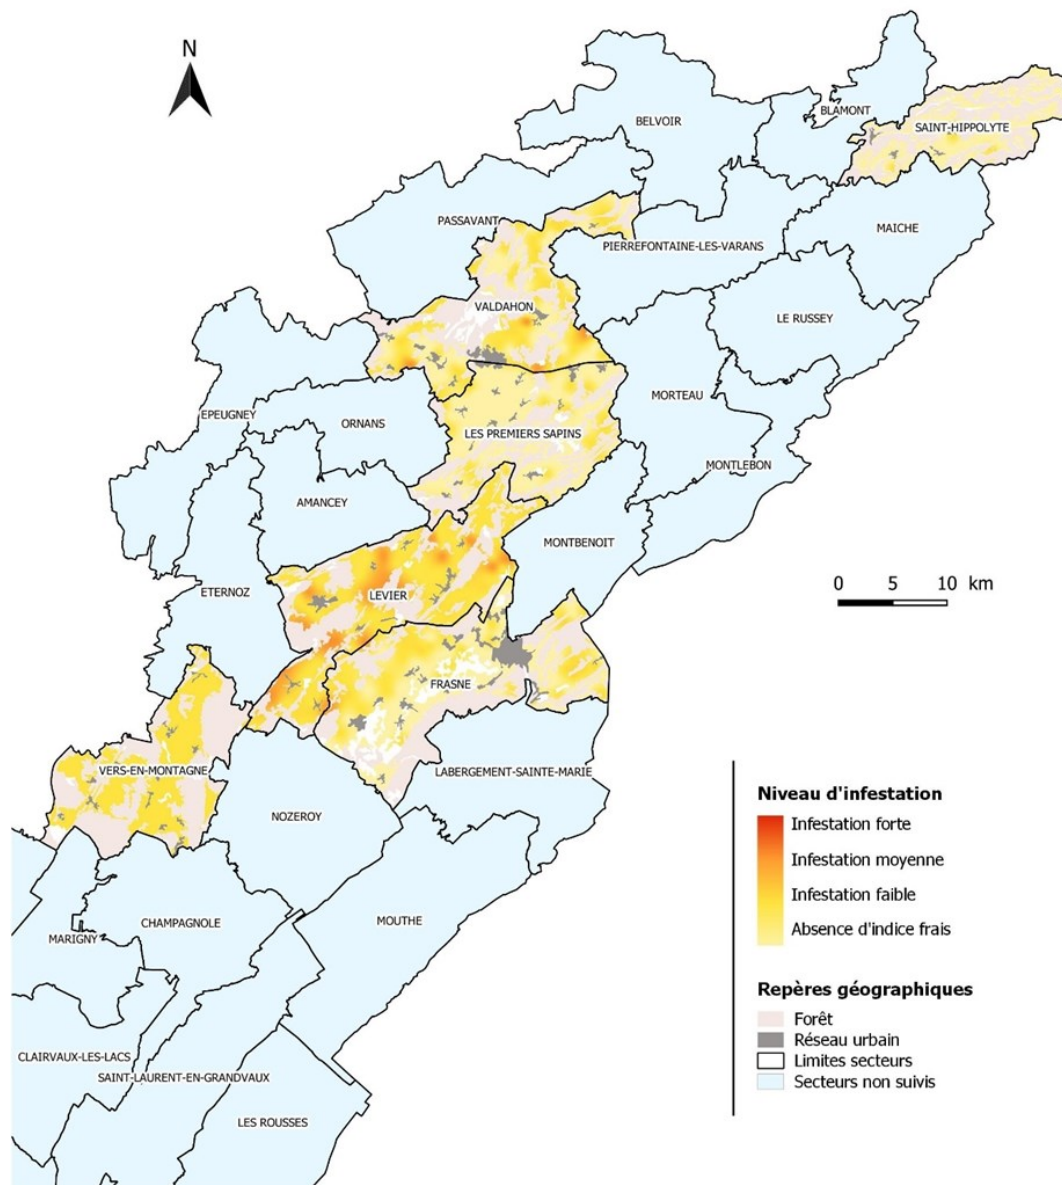 N
BLAMONT
BELVOIR
SAINT-HIPPOLYTE
PASSAVANT
MAICHE
PIERREFONTAINE-LES-VARANS
VALDAHON
LE RUSSEY
MORTEAU
EPEUGNEY
ORNANS
LES PREMIERS SAPINS
MONTLEBON
AMANCEY
MONTBENOIT
0 5 10 km
ETERNOZ
LEVIER
FRASNE
VERS-EN-MONTAGNE
LABERGEMENT-SAINTE-MARIE
NOZEROY
CHAMPAGNOLE
MOUTHE
MARIGNY
CLAIRVAUX-LES-LACS
SAINT-LAURENT-EN-GRANDVAUX
LES ROUSSES
Niveau d'infestation
Infestation forte
Infestation moyenne
Infestation faible
Absence d'indice frais
Repères géographiques
Forêt
Réseau urbain
Limites secteurs
Secteurs non suivis